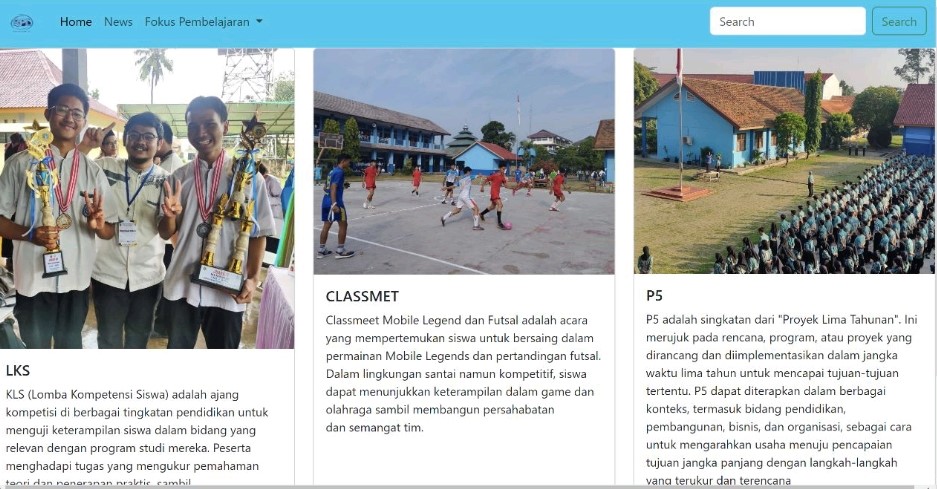 Home News Fokus Pembelajaran Search Search
LKS
KLS (Lomba Kompetensi Siswa) adalah ajang
kompetisi di berbagai tingkatan pendidikan untuk
menguji keterampilan siswa dalam bidang yang
relevan dengan program studi mereka. Peserta
menghadapi tugas yang mengukur pemahaman
teori dan penerapan praktis, sambil
CLASSMET
Classmeet Mobile Legend dan Futsal adalah acara
yang mempertemukan siswa untuk bersaing dalam
permainan Mobile Legends dan pertandingan futsal.
Dalam lingkungan santai namun kompetitif, siswa
dapat menunjukkan keterampilan dalam game dan
olahraga sambil membangun persahabatan
dan semangat tim.
P5
P5 adalah singkatan dari "Proyek Lima Tahunan". Ini
merujuk pada rencana, program, atau proyek yang
dirancang dan diimplementasikan dalam jangka
waktu lima tahun untuk mencapai tujuan-tujuan
tertentu. P5 dapat diterapkan dalam berbagai
konteks, termasuk bidang pendidikan,
pembangunan, bisnis, dan organisasi, sebagai cara
untuk mengarahkan usaha menuju pencapaian
tujuan jangka panjang dengan langkah-langkah
yang terukur dan terencana